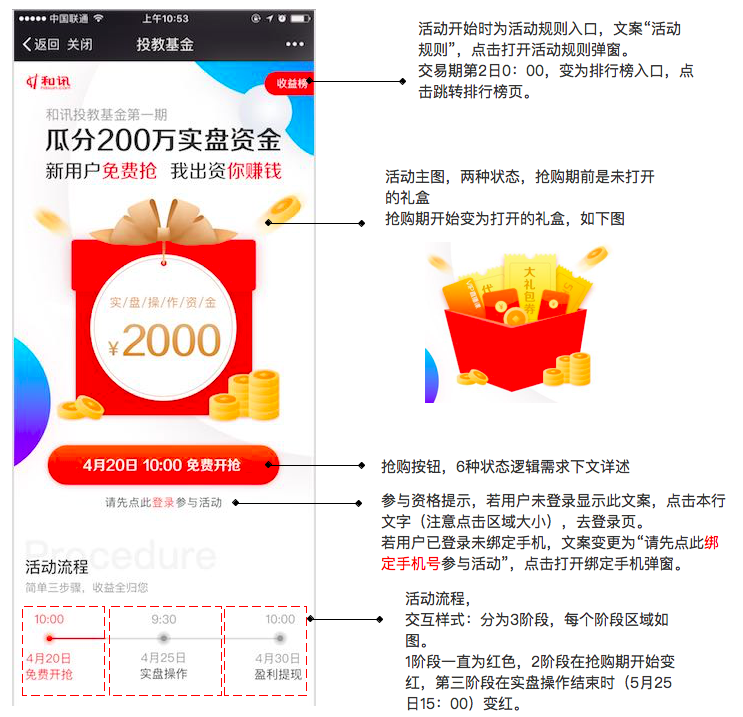 中国联通
上午10:53
返回 关闭
投教基金
和讯
收益榜
和讯投教基金第一期
瓜分200万实盘资金
新用户免费抢 我出资你赚钱
实/盘/操/作/资/金
¥2000
4月20日 10:00 免费开抢
请先点此登录参与活动
Procedure
活动流程
简单三步骤，收益全归您
10:00
9:30
10:00
4月20日
4月25日
4月30日
免费开抢
实盘操作
盈利提现
活动开始时为活动规则入口，文案“活动
规则”，点击打开活动规则弹窗。
交易期第2日0：00，变为排行榜入口，点
击跳转排行榜页。
活动主图，两种状态，抢购期前是未打开
的礼盒
抢购期开始变为打开的礼盒，如下图
大礼包券
抢购按钮，6种状态逻辑需求下文详述
参与资格提示，若用户未登录显示此文案，点击本行
文字（注意点击区域大小），去登录页。
若用户已登录未绑定手机，文案变更为“请先点此绑
定手机号参与活动”，点击打开绑定手机弹窗。
活动流程，
交互样式：分为3阶段，每个阶段区域如
图。
1阶段一直为红色，2阶段在抢购期开始变
红，第三阶段在实盘操作结束时（5月25
日15：00）变红。